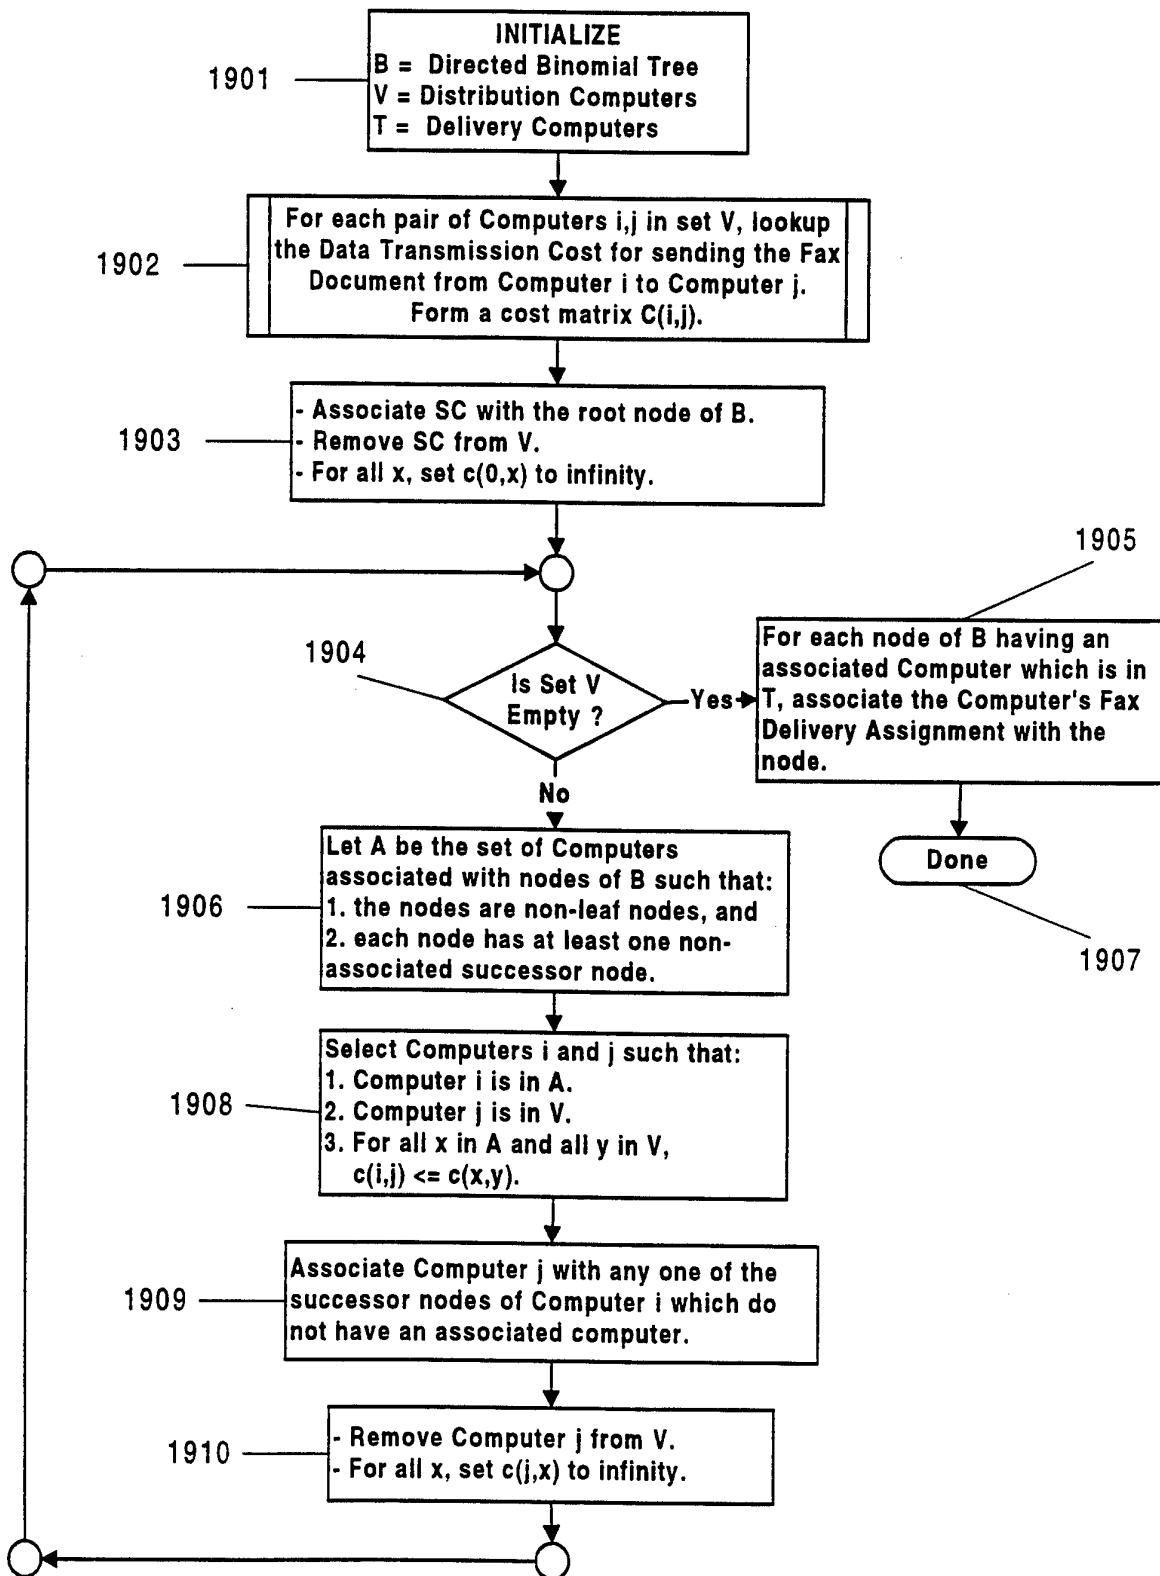 INITIALIZE
B = Directed Binomial Tree
V = Distribution Computers
T = Delivery Computers
1901
For each pair of Computers i,j in set V, lookup
the Data Transmission Cost for sending the Fax
Document from Computer i to Computer j.
Form a cost matrix C(i,j).
1902
- Associate SC with the root node of B.
- Remove SC from V.
- For all x, set c(0,x) to infinity.
1903
1905
1904
Is Set V
Empty ?
Yes
For each node of B having an
associated Computer which is in
T, associate the Computer's Fax
Delivery Assignment with the
node.
No
Done
1907
Let A be the set of Computers
associated with nodes of B such that:
1. the nodes are non-leaf nodes, and
2. each node has at least one non-
associated successor node.
1906
Select Computers i and j such that:
1. Computer i is in A.
2. Computer j is in V.
3. For all x in A and all y in V,
c(i,j) <= c(x,y).
1908
Associate Computer j with any one of the
successor nodes of Computer i which do
not have an associated computer.
1909
- Remove Computer j from V.
- For all x, set c(j,x) to infinity.
1910